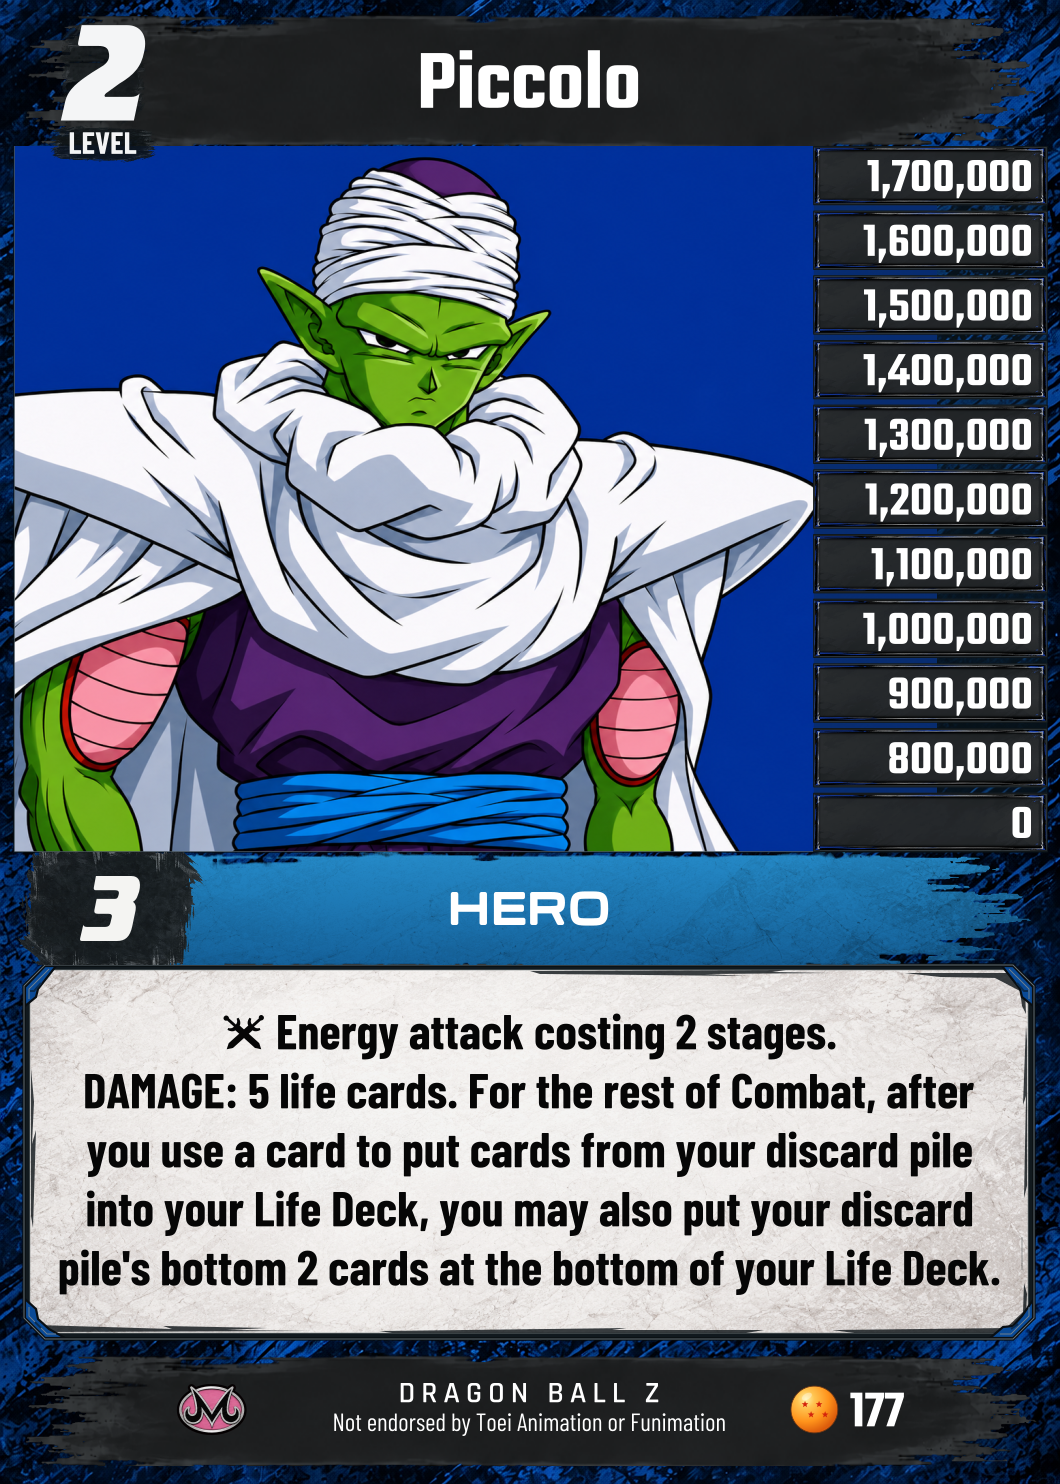 2
LEVEL
Piccolo
1,700,000
1,600,000
1,500,000
1,400,000
1,300,000
1,200,000
1,100,000
1,000,000
900,000
800,000
0
3
HERO
Energy attack costing 2 stages.
DAMAGE: 5 life cards. For the rest of Combat, after
you use a card to put cards from your discard pile
into your Life Deck, you may also put your discard
pile's bottom 2 cards at the bottom of your Life Deck.
M
DRAGON BALL Z
Not endorsed by Toei Animation or Funimation
177